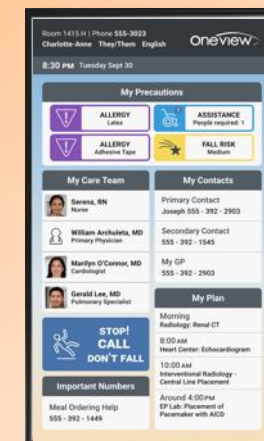 Room 1415 H | Phone 555-3023
Charlotte-Anne They/Them English
Oneview
8:30 PM Tuesday Sept 30
My Precautions
ALLERGY
Latex
ASSISTANCE
People required: 1
ALLERGY
Adhesive Tape
FALL RISK
Medium
My Care Team
Serena, RN
Nurse
William Archuleta, MD
Primary Physician
Marilyn O'Connor, MD
Cardiologist
Gerald Lee, MD
Pulmonary Specialist
STOP!
CALL
DON'T FALL
Important Numbers
Meal Ordering Help
555 - 392 - 1449
My Contacts
Primary Contact
Joseph 555 - 392 - 2903
Secondary Contact
555 - 392 - 1545
My GP
555 - 392 - 2903
My Plan
Morning
Radiology: Renal CT
8:00 AM
Heart Center: Echocardiogram
10:00 AM
Interventional Radiology -
Central Line Placement
Around 4:00 PM
EP Lab: Placement of
Pacemaker with AICD